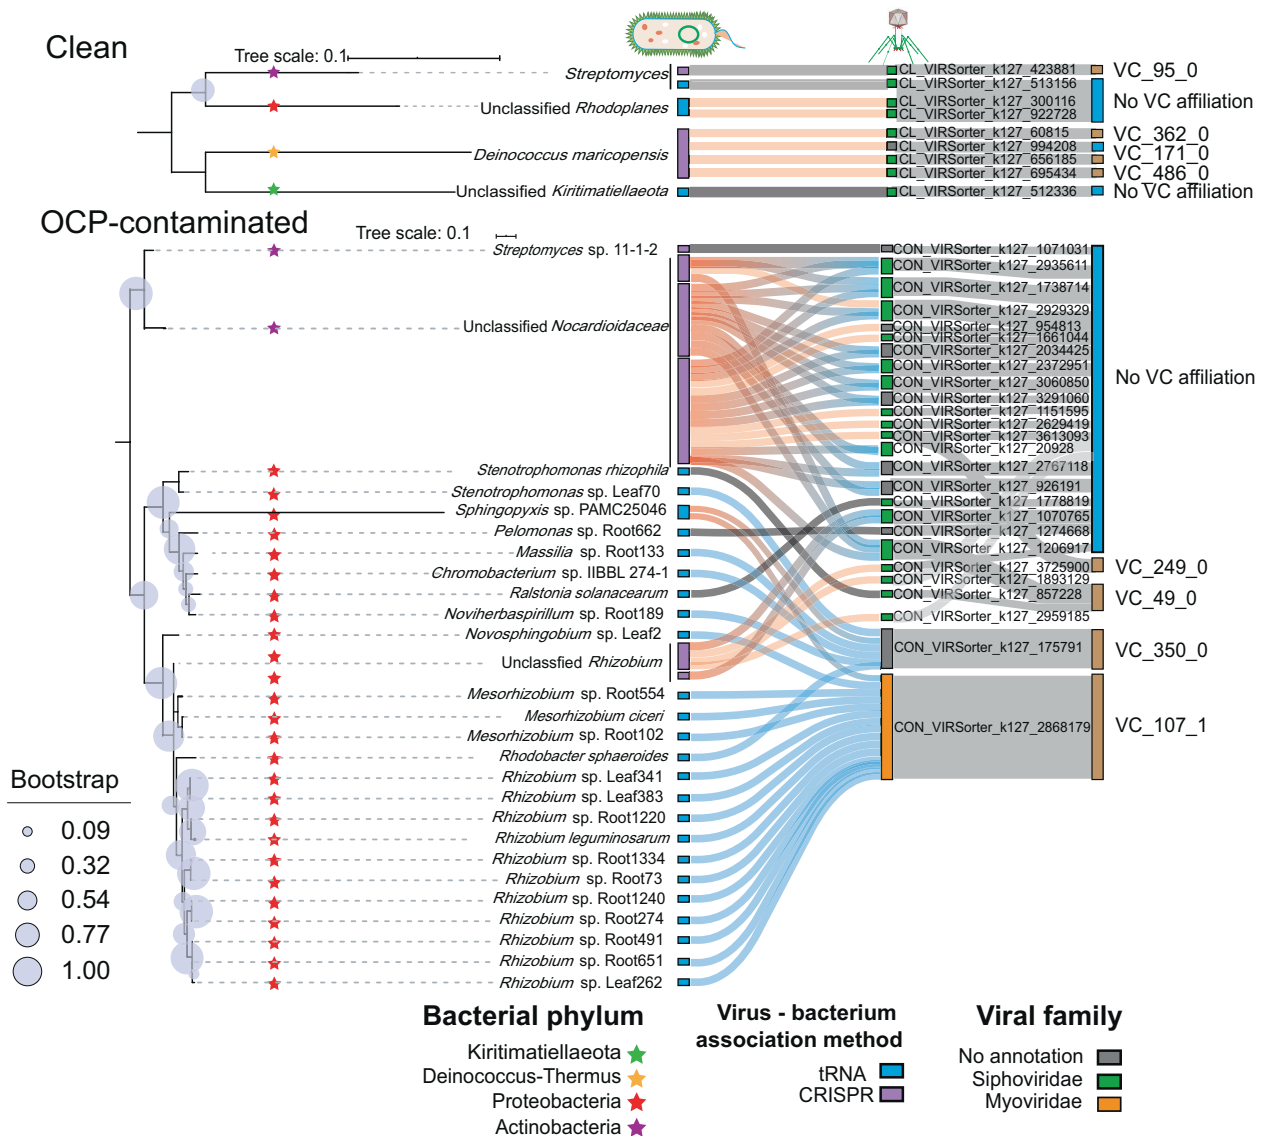 Clean
Tree scale: 0.1
Streptomyces
Unclassified Rhodoplanes
Deinococcus maricopensis
Unclassified Kiritimatiellaeota
CL_VIRSorter_k127_423881
CL_VIRSorter_k127_513156
CL_VIRSorter_k127_300116
CL_VIRSorter_k127_922728
CL_VIRSorter_k127_60815
CL_VIRSorter_k127_994208
CL_VIRSorter_k127_656185
CL_VIRSorter_k127_695434
CL_VIRSorter_k127_512336
VC_95_0
No VC affiliation
VC_362_0
VC_171_0
VC_486_0
No VC affiliation
OCP-contaminated
Tree scale: 0.1
Streptomyces sp. 11-1-2
Unclassified Nocardioidaceae
Stenotrophomonas rhizophila
Stenotrophomonas sp. Leaf70
Sphingopyxis sp. PAMC25046
Pelomonas sp. Root662
Massilia sp. Root133
Chromobacterium sp. IIBBL 274-1
Ralstonia solanacearum
Noviherbaspirillum sp. Root189
Novosphingobium sp. Leaf2
Unclassfied Rhizobium
Mesorhizobium sp. Root554
Mesorhizobium ciceri
Mesorhizobium sp. Root102
Rhodobacter sphaeroides
Rhizobium sp. Leaf341
Rhizobium sp. Leaf383
Rhizobium sp. Root1220
Rhizobium leguminosarum
Rhizobium sp. Root1334
Rhizobium sp. Root73
Rhizobium sp. Root1240
Rhizobium sp. Root274
Rhizobium sp. Root491
Rhizobium sp. Root651
Rhizobium sp. Leaf262
CON_VIRSorter_k127_1071031
CON_VIRSorter_k127_2935611
CON_VIRSorter_k127_1738714
CON_VIRSorter_k127_2929329
CON_VIRSorter_k127_954813
CON_VIRSorter_k127_1661044
CON_VIRSorter_k127_2034425
CON_VIRSorter_k127_2372951
CON_VIRSorter_k127_3060850
CON_VIRSorter_k127_3291060
CON_VIRSorter_k127_1151595
CON_VIRSorter_k127_2629419
CON_VIRSorter_k127_3613093
CON_VIRSorter_k127_20928
CON_VIRSorter_k127_2767118
CON_VIRSorter_k127_926191
CON_VIRSorter_k127_1778819
CON_VIRSorter_k127_1070765
CON_VIRSorter_k127_1274668
CON_VIRSorter_k127_1206917
CON_VIRSorter_k127_3725900
CON_VIRSorter_k127_1893129
CON_VIRSorter_k127_857228
CON_VIRSorter_k127_2959185
CON_VIRSorter_k127_175791
CON_VIRSorter_k127_2868179
No VC affiliation
VC_249_0
VC_49_0
VC_350_0
VC_107_1
Bootstrap
0.09
0.32
0.54
0.77
1.00
Bacterial phylum
Kiritimatiellaeota
Deinococcus-Thermus
Proteobacteria
Actinobacteria
Virus - bacterium
association method
tRNA
CRISPR
Viral family
No annotation
Siphoviridae
Myoviridae